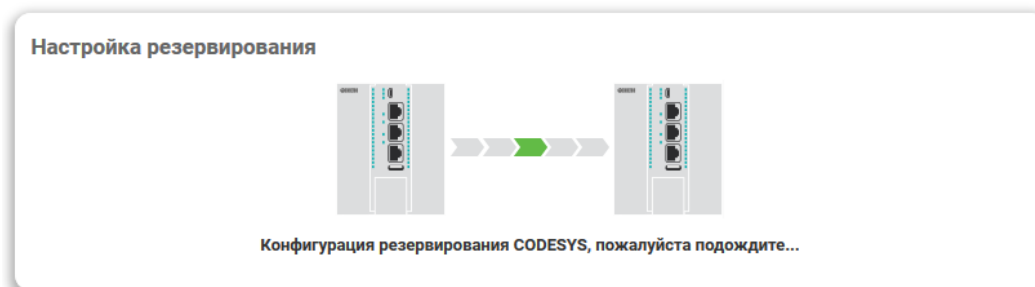 Настройка резервирования
Конфигурация резервирования CODESYS, пожалуйста подождите...